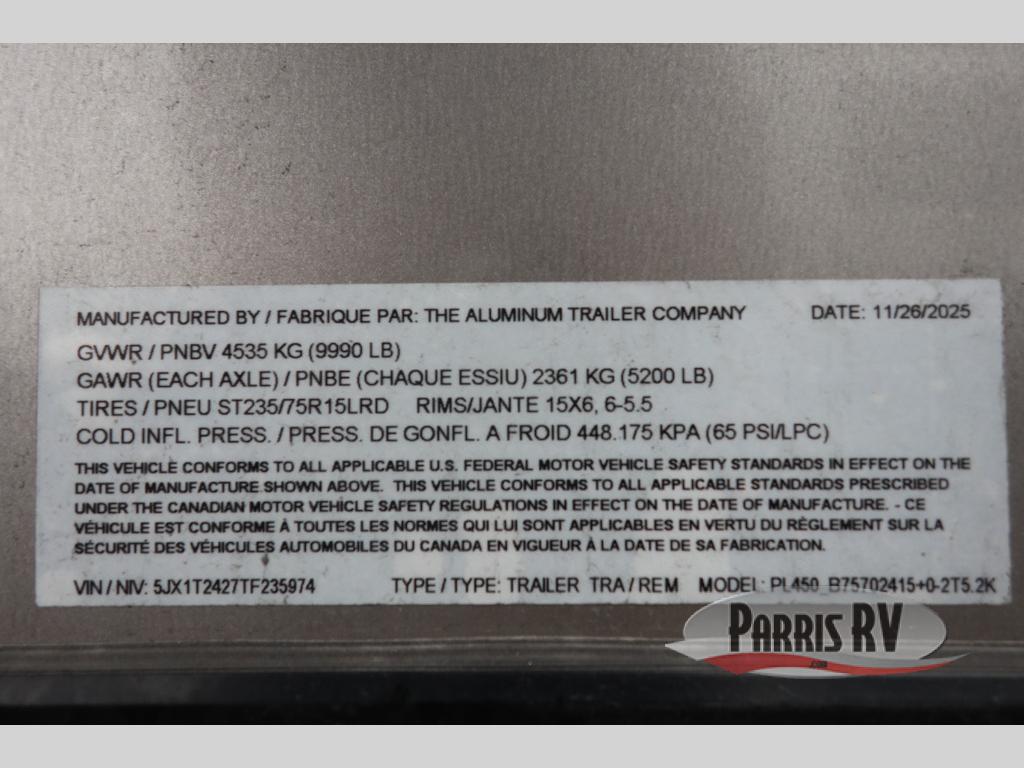 MANUFACTURED BY / FABRIQUE PAR: THE ALUMINUM TRAILER COMPANY DATE: 11/26/2025
GVWR / PNBV 4535 KG (9990 LB)
GAWR (EACH AXLE) / PNBE (CHAQUE ESSIU) 2361 KG (5200 LB)
TIRES / PNEU ST235/75R15LRD RIMS/JANTE 15X6, 6-5.5
COLD INFL. PRESS. / PRESS. DE GONFL. A FROID 448.175 KPA (65 PSI/LPC)
THIS VEHICLE CONFORMS TO ALL APPLICABLE U.S. FEDERAL MOTOR VEHICLE SAFETY STANDARDS IN EFFECT ON THE
DATE OF MANUFACTURE SHOWN ABOVE. THIS VEHICLE CONFORMS TO ALL APPLICABLE STANDARDS PRESCRIBED
UNDER THE CANADIAN MOTOR VEHICLE SAFETY REGULATIONS IN EFFECT ON THE DATE OF MANUFACTURE. - CE
VÉHICULE EST CONFORME À TOUTES LES NORMES QUI LUI SONT APPLICABLES EN VERTU DU RÈGLEMENT SUR LA
SÉCURITÉ DES VÉHICULES AUTOMOBILES DU CANADA EN VIGUEUR À LA DATE DE SA FABRICATION.
VIN / NIV: 5JX1T2427TF235974 TYPE / TYPE: TRAILER TRA / REM MODEL: PL450_B75702415+0-2T5.2K
PARRIS RV
.com